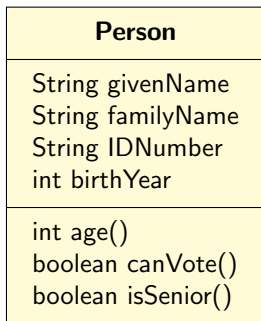 Person
String givenName
String familyName
String IDNumber
int birthYear
int age()
boolean canVote()
boolean isSenior()